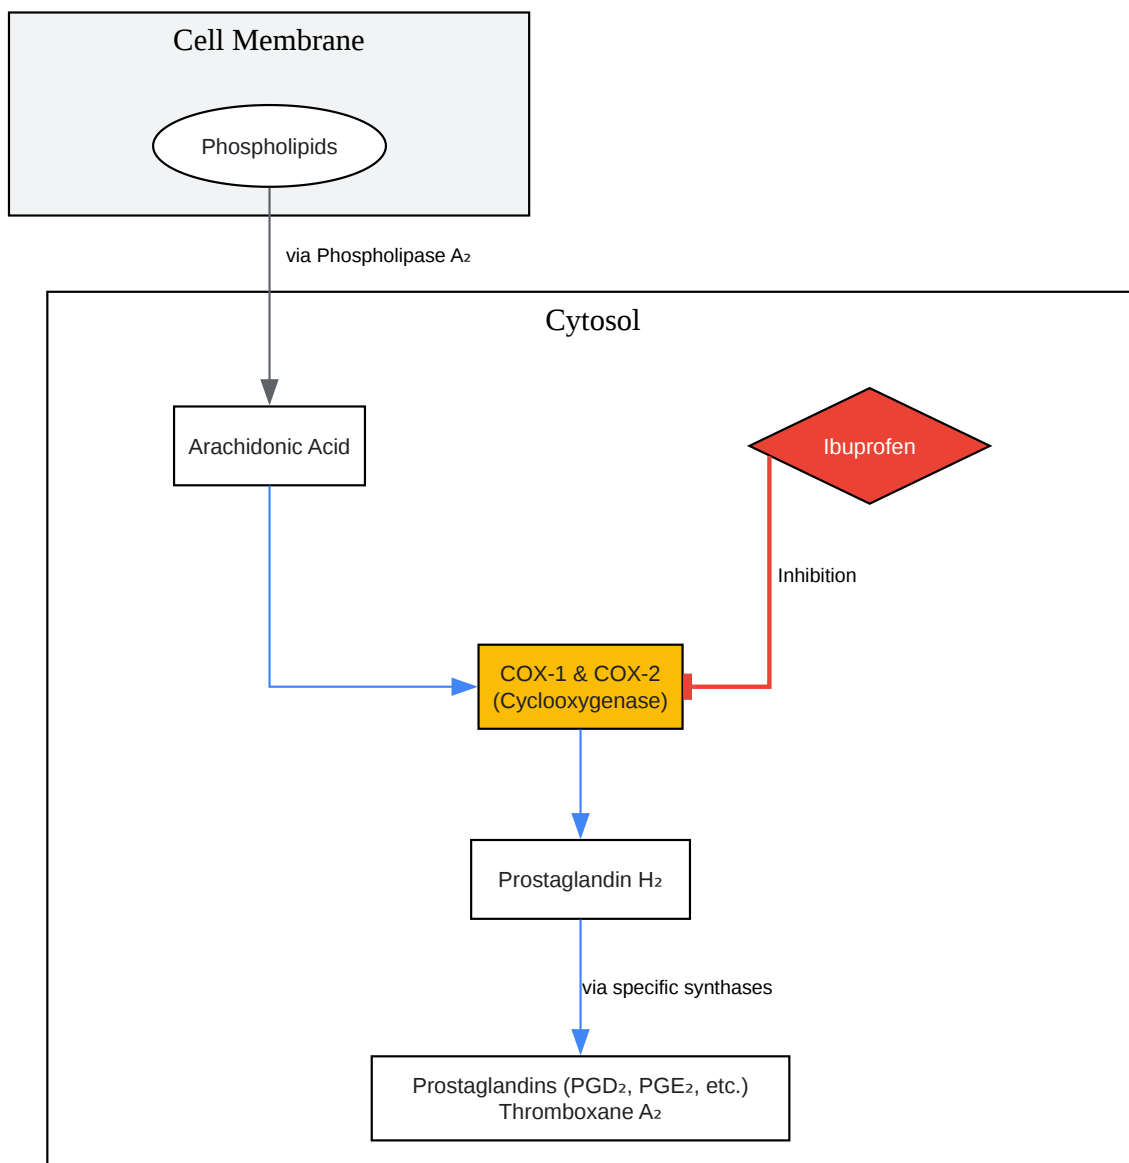 Cell Membrane
Phospholipids
via Phospholipase A₂
Cytosol
Arachidonic Acid
Ibuprofen
Inhibition
COX-1 & COX-2
(Cyclooxygenase)
Prostaglandin H₂
via specific synthases
Prostaglandins (PGD₂, PGE₂, etc.)
Thromboxane A₂